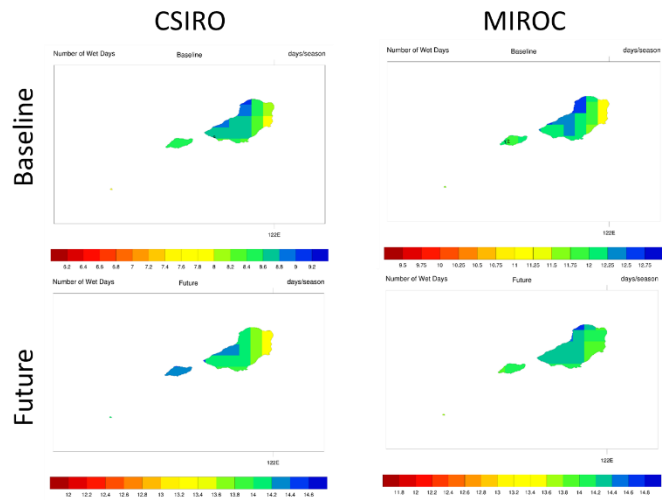 CSIRO MIROC
Baseline
Number of Wet Days Baseline days/season
Number of Wet Days Baseline days/season
122E
122E
6.2 6.4 6.6 6.8 7 7.2 7.4 7.6 7.8 8 8.2 8.4 8.6 8.8 9 9.2
9.5 9.75 10 10.25 10.5 10.75 11 11.25 11.5 11.75 12 12.25 12.5 12.75
Future
Number of Wet Days Future days/season
Number of Wet Days Future days/season
122E
122E
12 12.2 12.4 12.6 12.8 13 13.2 13.4 13.6 13.8 14 14.2 14.4 14.6
11.8 12 12.2 12.4 12.6 12.8 13 13.2 13.4 13.6 13.8 14 14.2 14.4 14.6